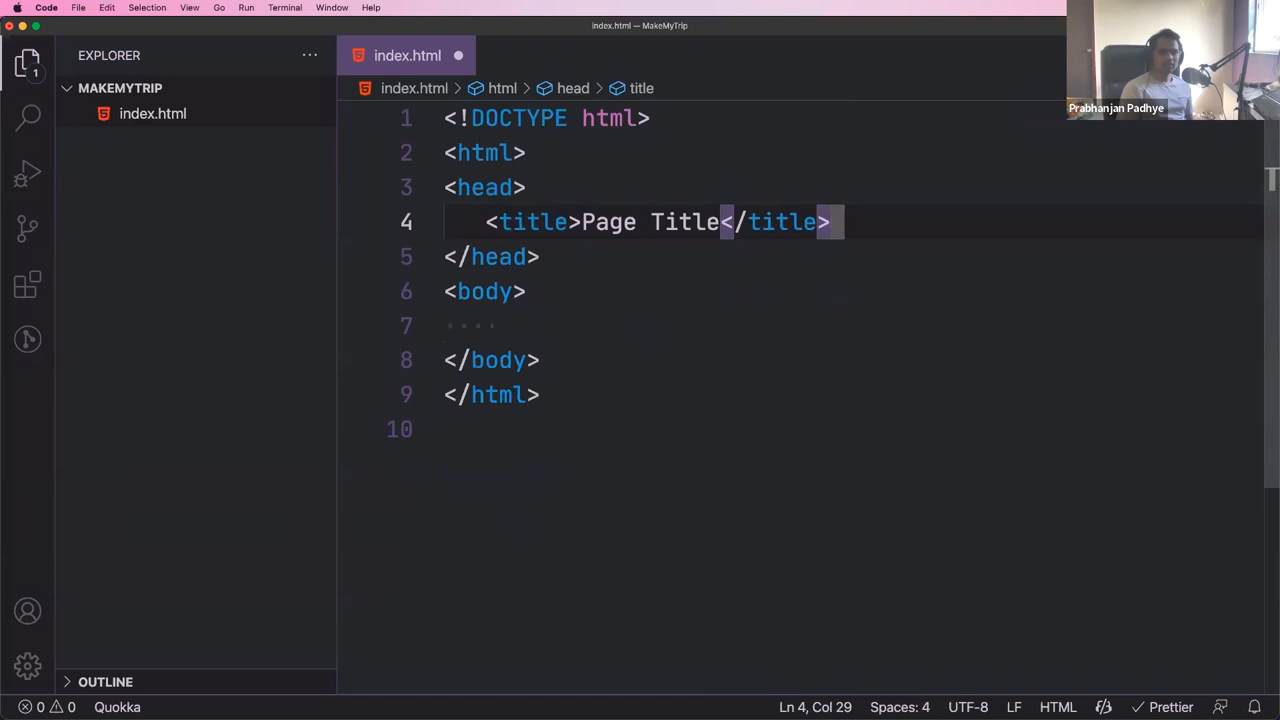 Code File Edit Selection View Go Run Terminal Window Help
index.html — MakeMyTrip
EXPLORER ···
index.html
Prabhanjan Padhye
1
MAKEMYTRIP
index.html
index.html > html > head > title
1 <!DOCTYPE html>
2 <html>
3 <head>
4 <title>Page Title</title>
5 </head>
6 <body>
7 ····
8 </body>
9 </html>
10
OUTLINE
0 0 Quokka Ln 4, Col 29 Spaces: 4 UTF-8 LF HTML Prettier